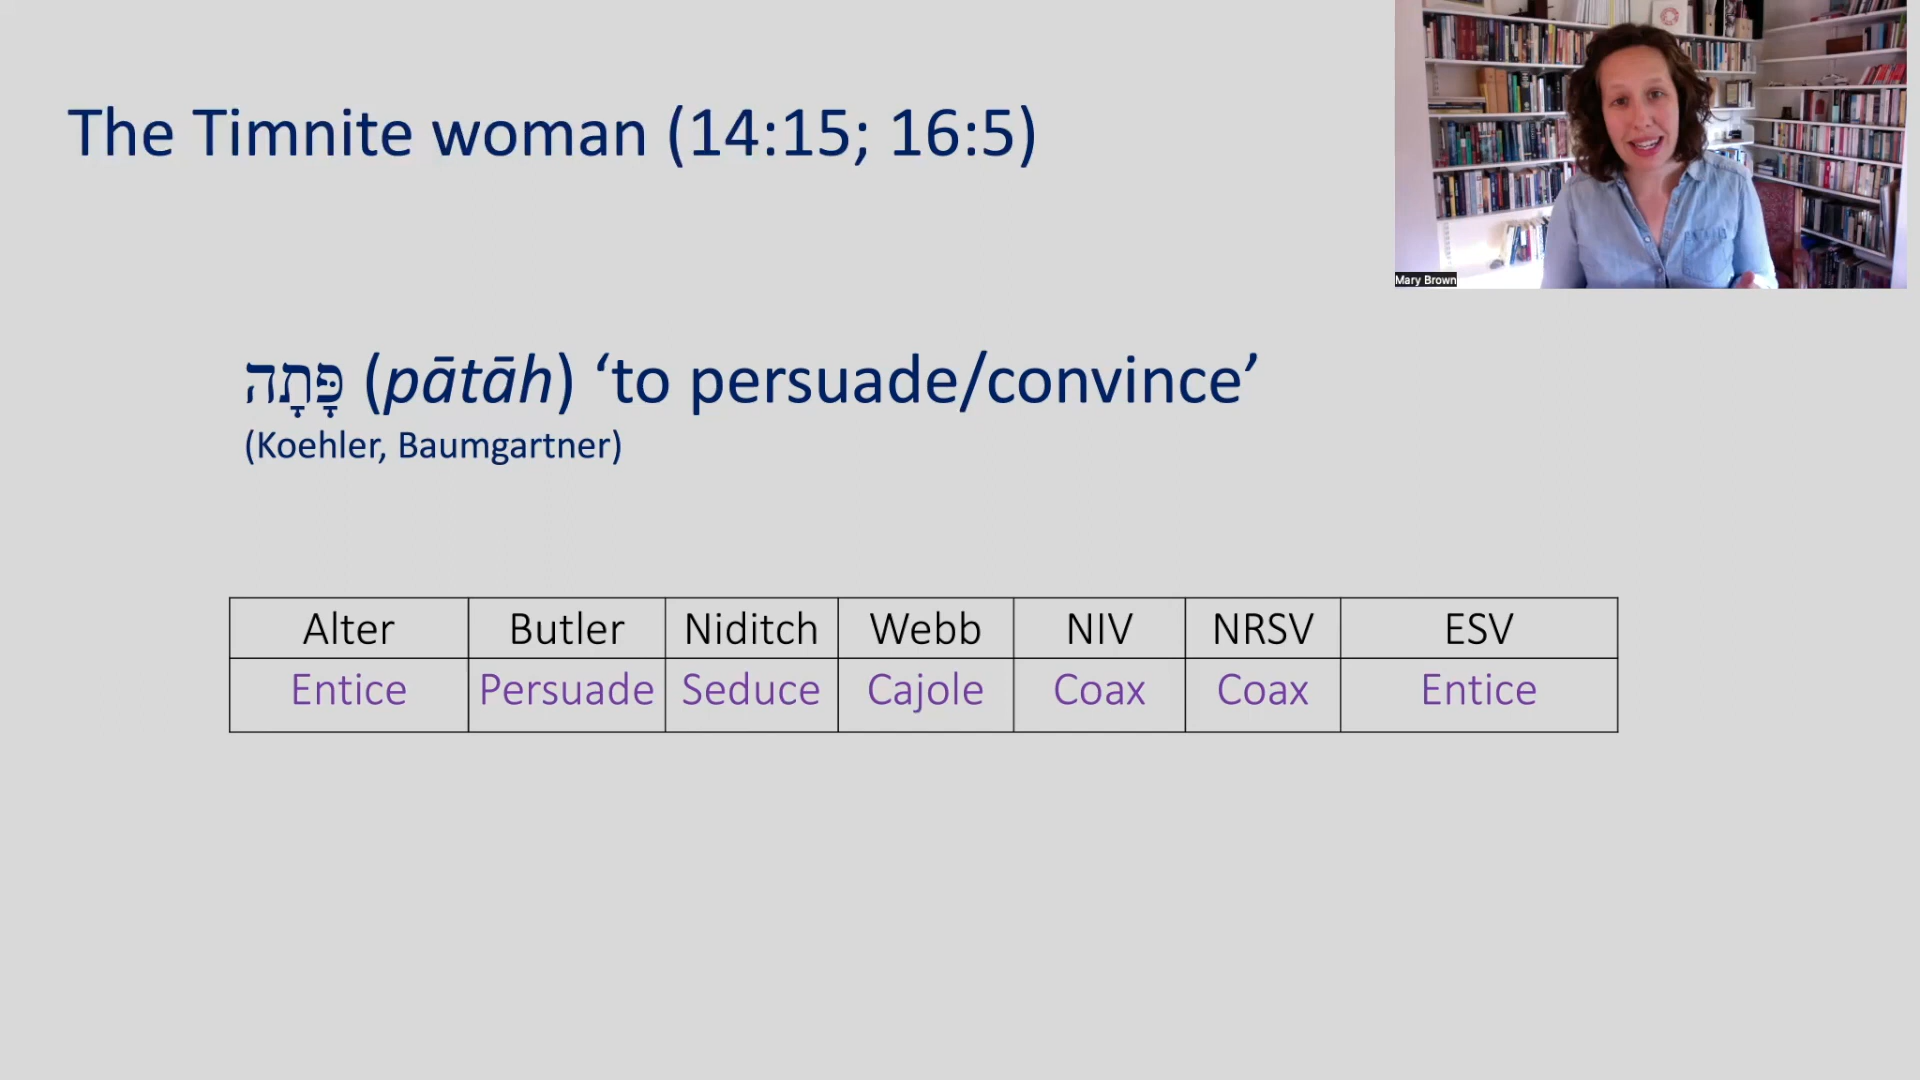 The Timnite woman (14:15; 16:5)
Mary Brown
פָּתָה (pātāh) ‘to persuade/convince’
(Koehler, Baumgartner)
Alter Butler Niditch Webb NIV NRSV ESV
Entice Persuade Seduce Cajole Coax Coax Entice